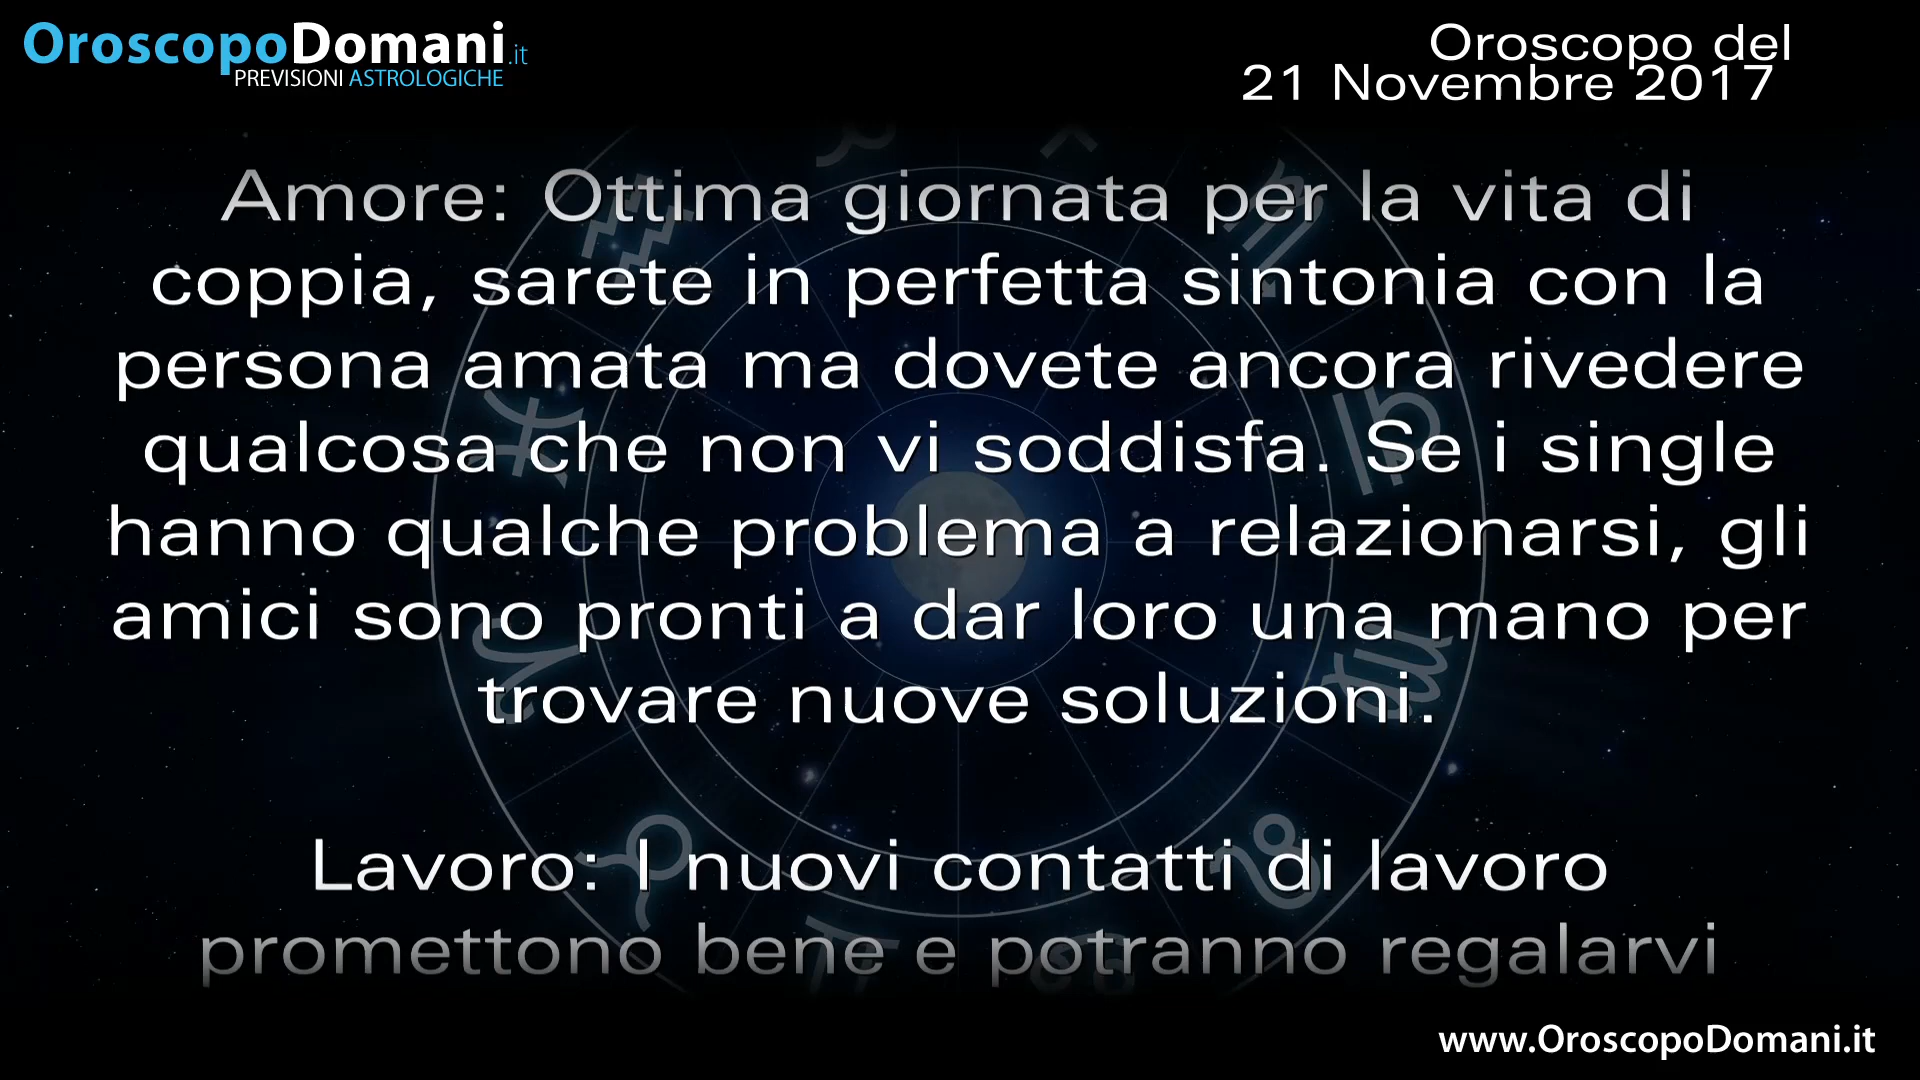 OroscopoDomani.it
PREVISIONI ASTROLOGICHE
Oroscopo del
21 Novembre 2017
Amore: Ottima giornata per la vita di
coppia, sarete in perfetta sintonia con la
persona amata ma dovete ancora rivedere
qualcosa che non vi soddisfa. Se i single
hanno qualche problema a relazionarsi, gli
amici sono pronti a dar loro una mano per
trovare nuove soluzioni.
Lavoro: I nuovi contatti di lavoro
promettono bene e potranno regalarvi
www.OroscopoDomani.it